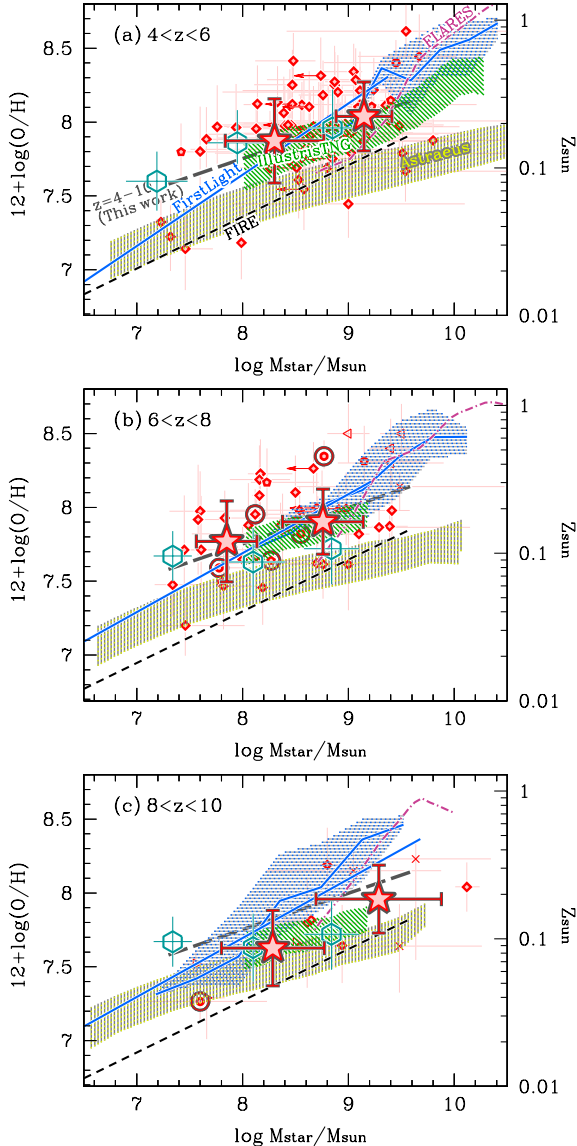 (a) 4<z<6
FLARES
IllustrisTNG
Astraeus
z=4-10
(This work)
FirstLight
FIRE
12+log(O/H)
8.5
8
7.5
7
Zsun
1
0.1
0.01
7
8
9
10
log Mstar/Msun
(b) 6<z<8
12+log(O/H)
8.5
8
7.5
7
Zsun
1
0.1
0.01
7
8
9
10
log Mstar/Msun
(c) 8<z<10
12+log(O/H)
8.5
8
7.5
7
Zsun
1
0.1
0.01
7
8
9
10
log Mstar/Msun